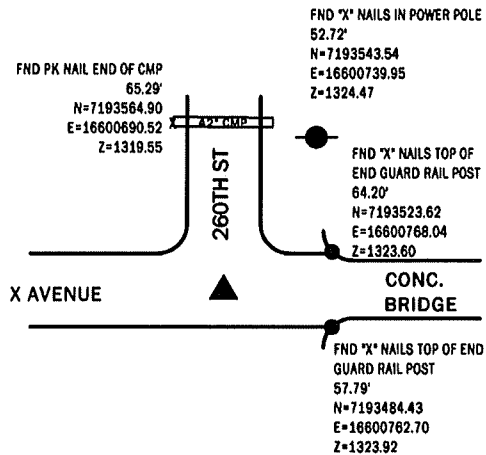 FND "X" NAILS IN POWER POLE
52.72'
N=7193543.54
E=16600739.95
Z=1324.47
FND PK NAIL END OF CMP
65.29'
N=7193564.90
E=16600690.52
Z=1319.55
X
42" CMP
260TH ST
FND "X" NAILS TOP OF
END GUARD RAIL POST
64.20'
N=7193523.62
E=16600768.04
Z=1323.60
X AVENUE
CONC.
BRIDGE
FND "X" NAILS TOP OF END
GUARD RAIL POST
57.79'
N=7193484.43
E=16600762.70
Z=1323.92